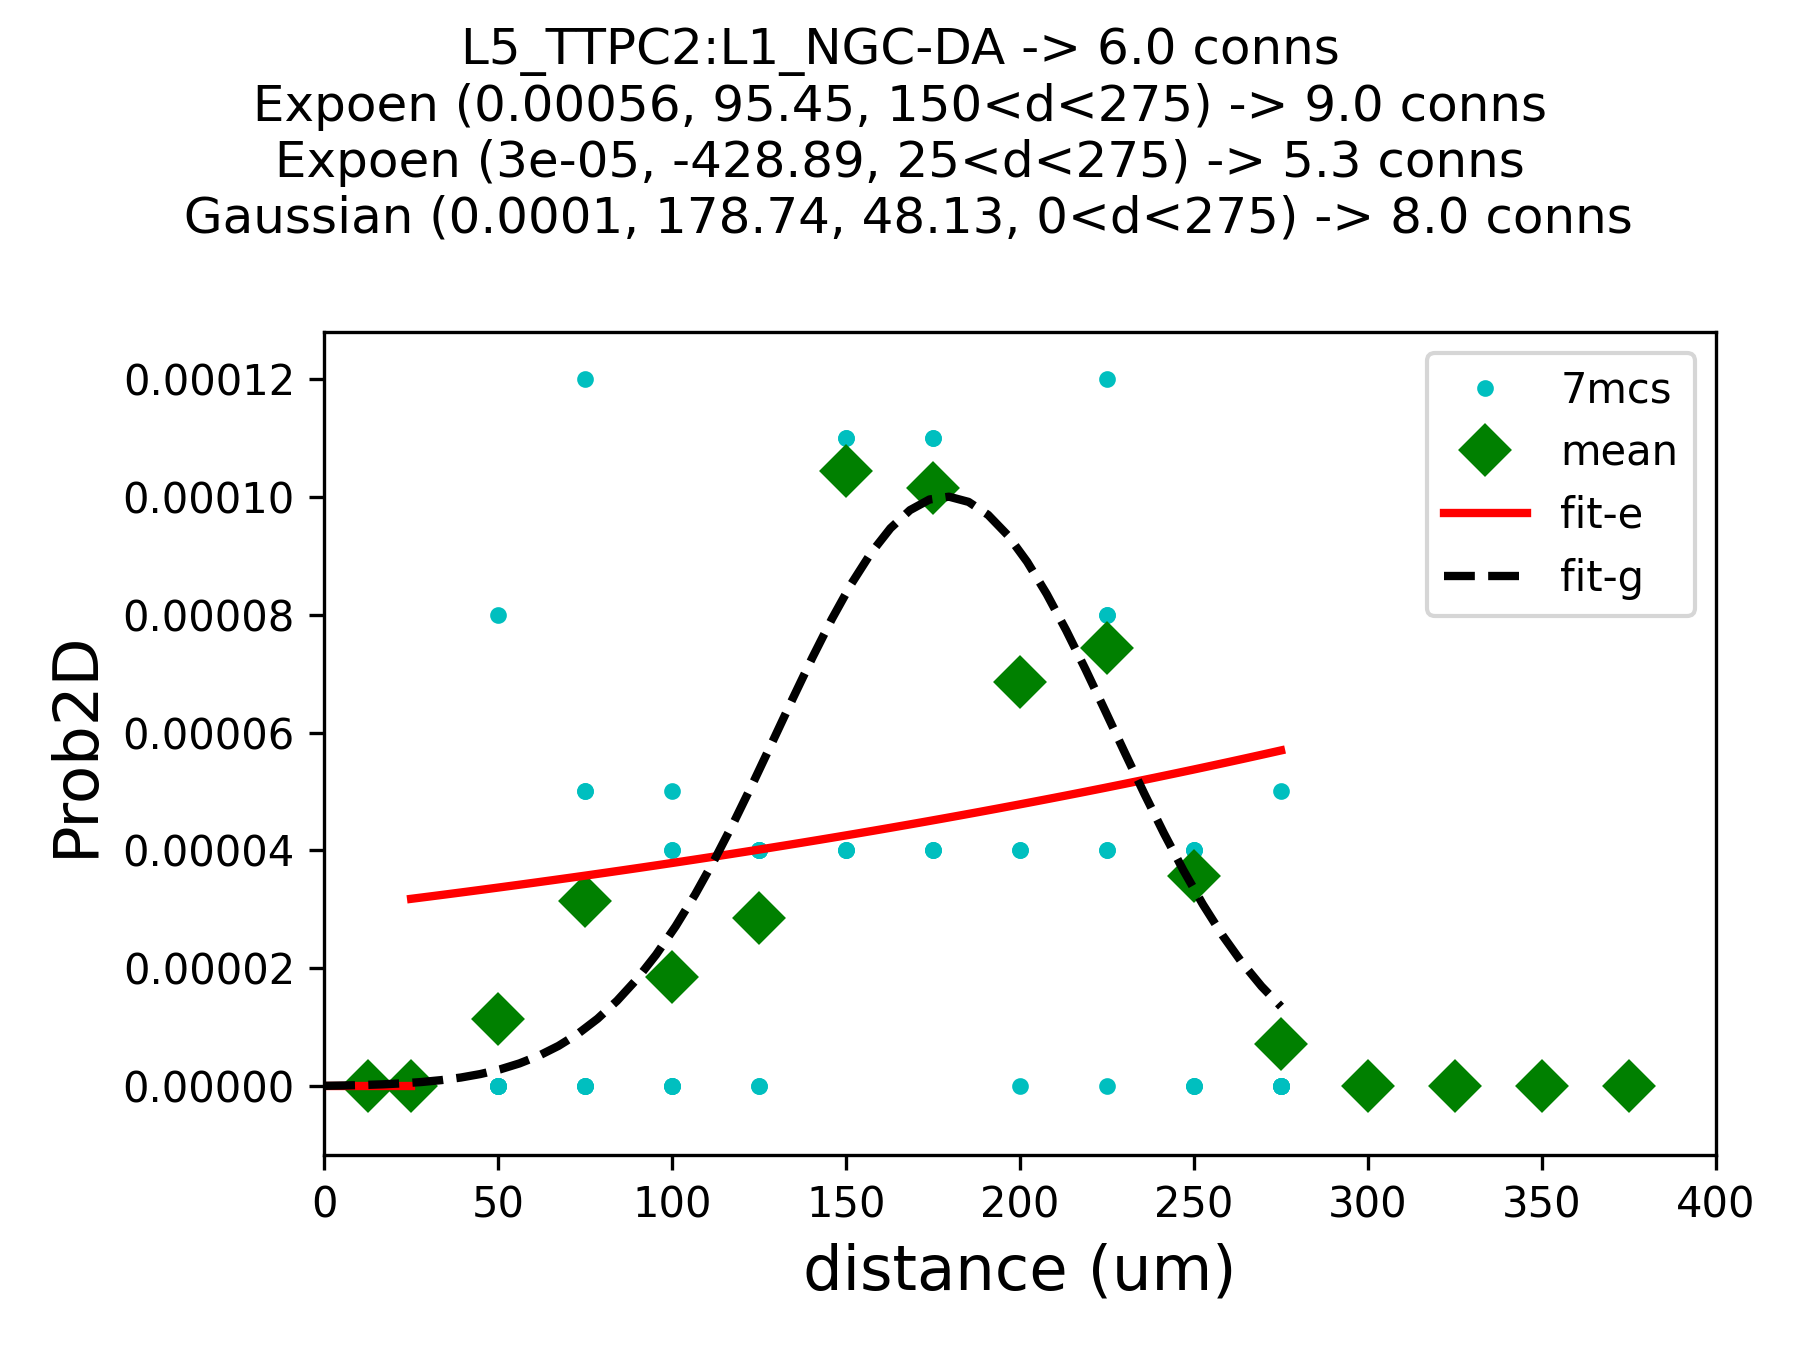 L5_TTPC2:L1_NGC-DA -> 6.0 conns
Expoen (0.00056, 95.45, 150<d<275) -> 9.0 conns
Expoen (3e-05, -428.89, 25<d<275) -> 5.3 conns
Gaussian (0.0001, 178.74, 48.13, 0<d<275) -> 8.0 conns
0.00012
0.00010
0.00008
0.00006
0.00004
0.00002
0.00000
Prob2D
7mcs
mean
fit-e
fit-g
0 50 100 150 200 250 300 350 400
distance (um)